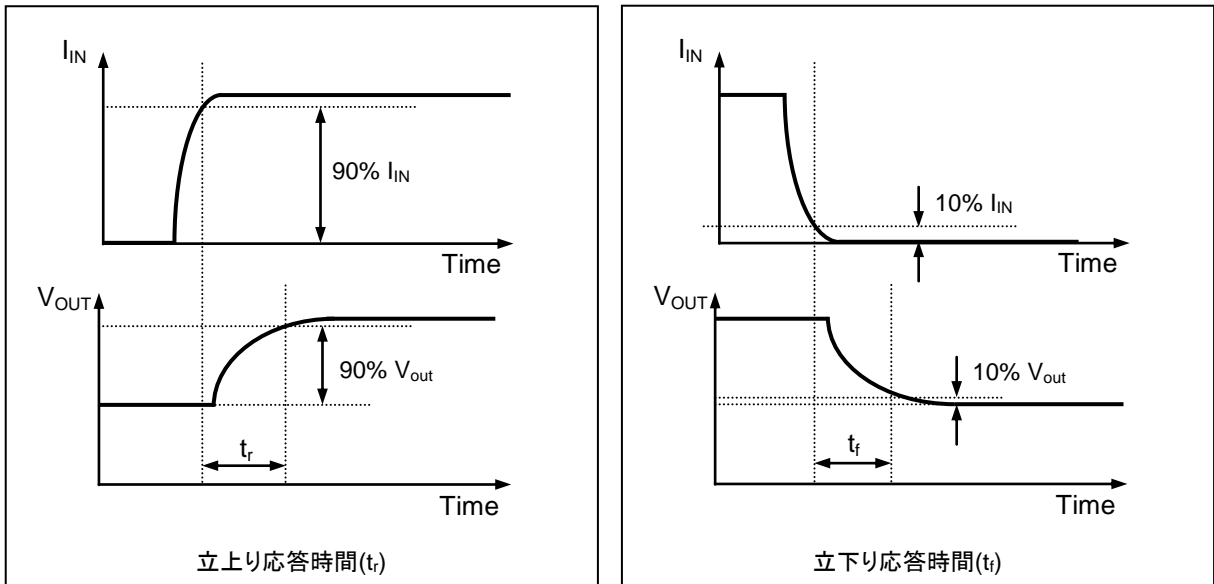 I_IN
90% I_IN
Time
V_OUT
90% V_out
t_r
Time
立上り応答時間(t_r)
I_IN
10% I_IN
Time
V_OUT
10% V_out
t_f
Time
立下り応答時間(t_f)